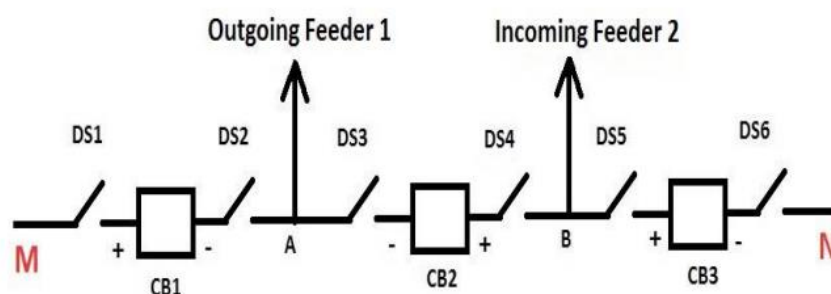 Outgoing Feeder 1 Incoming Feeder 2
DS1 DS2 DS3 DS4 DS5 DS6
M + - A - + B + - N
CB1 CB2 CB3